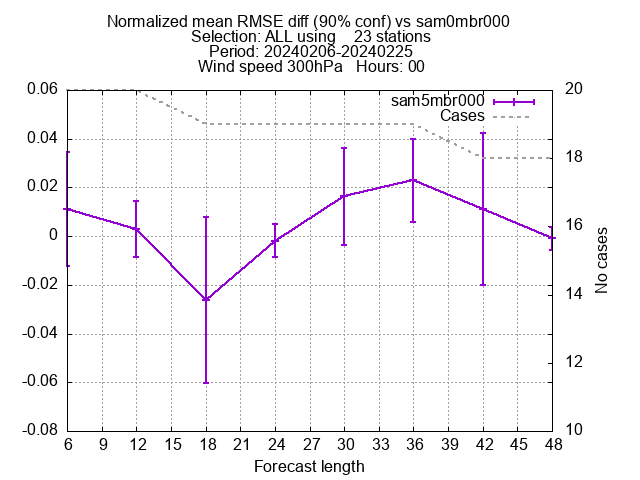 Normalized mean RMSE diff (90% conf) vs sam0mbr000
Selection: ALL using    23 stations
Period: 20240206-20240225
Wind speed 300hPa   Hours: 00
sam5mbr000
Cases
0.06
0.04
0.02
0
-0.02
-0.04
-0.06
-0.08
20
18
16
14
12
10
No cases
6 9 12 15 18 21 24 27 30 33 36 39 42 45 48
Forecast length